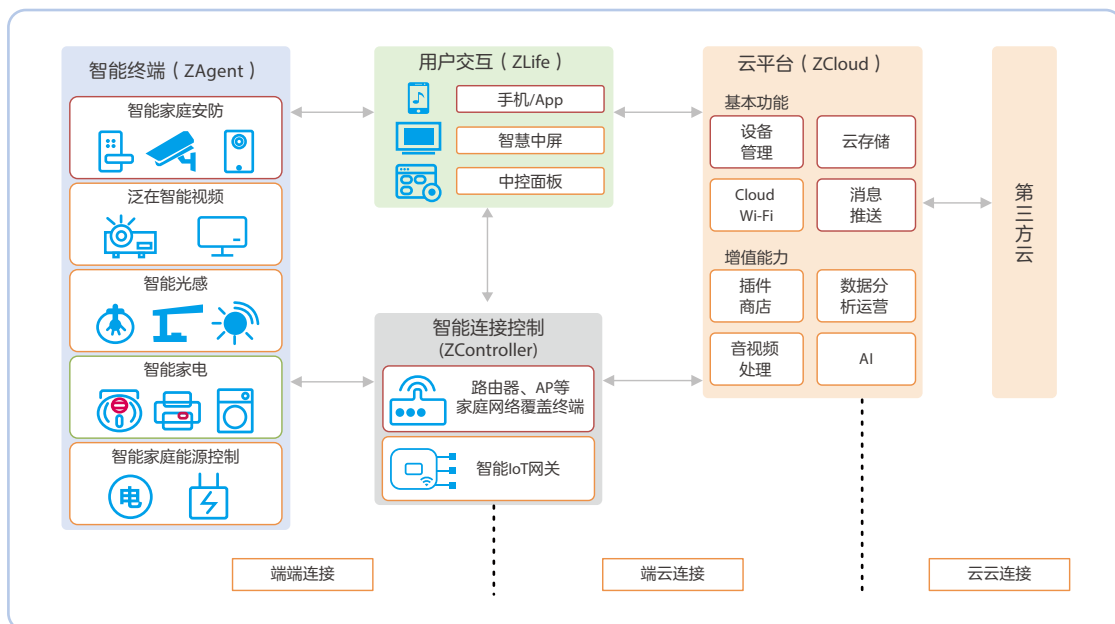 智能终端（ZAgent）
智能家庭安防
泛在智能视频
智能光感
智能家电
智能家庭能源控制
电
用户交互（ZLife）
手机/App
智慧中屏
中控面板
智能连接控制
(ZController)
路由器、AP等
家庭网络覆盖终端
智能IoT网关
云平台（ZCloud）
基本功能
设备
管理
云存储
Cloud
Wi-Fi
消息
推送
增值能力
插件
商店
数据分
析运营
音视频
处理
AI
第三方云
端端连接
端云连接
云云连接